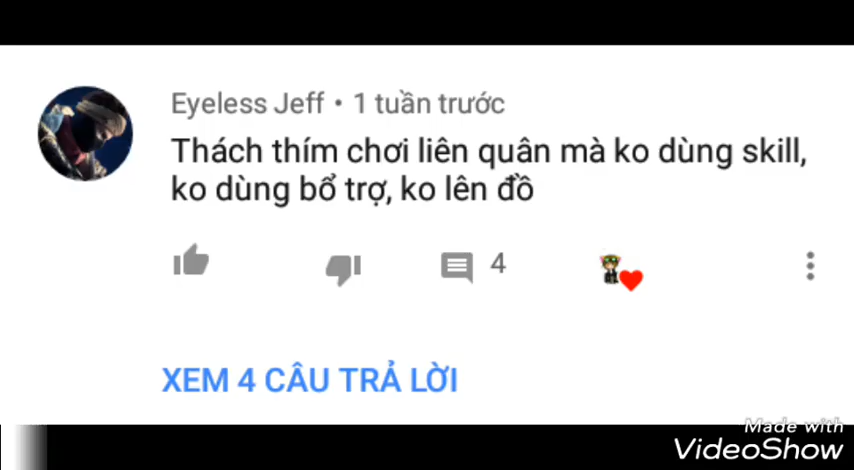 Eyeless Jeff • 1 tuần trước
Thách thím chơi liên quân mà ko dùng skill,
ko dùng bổ trợ, ko lên đồ
4
XEM 4 CÂU TRẢ LỜI
Made with
VideoShow